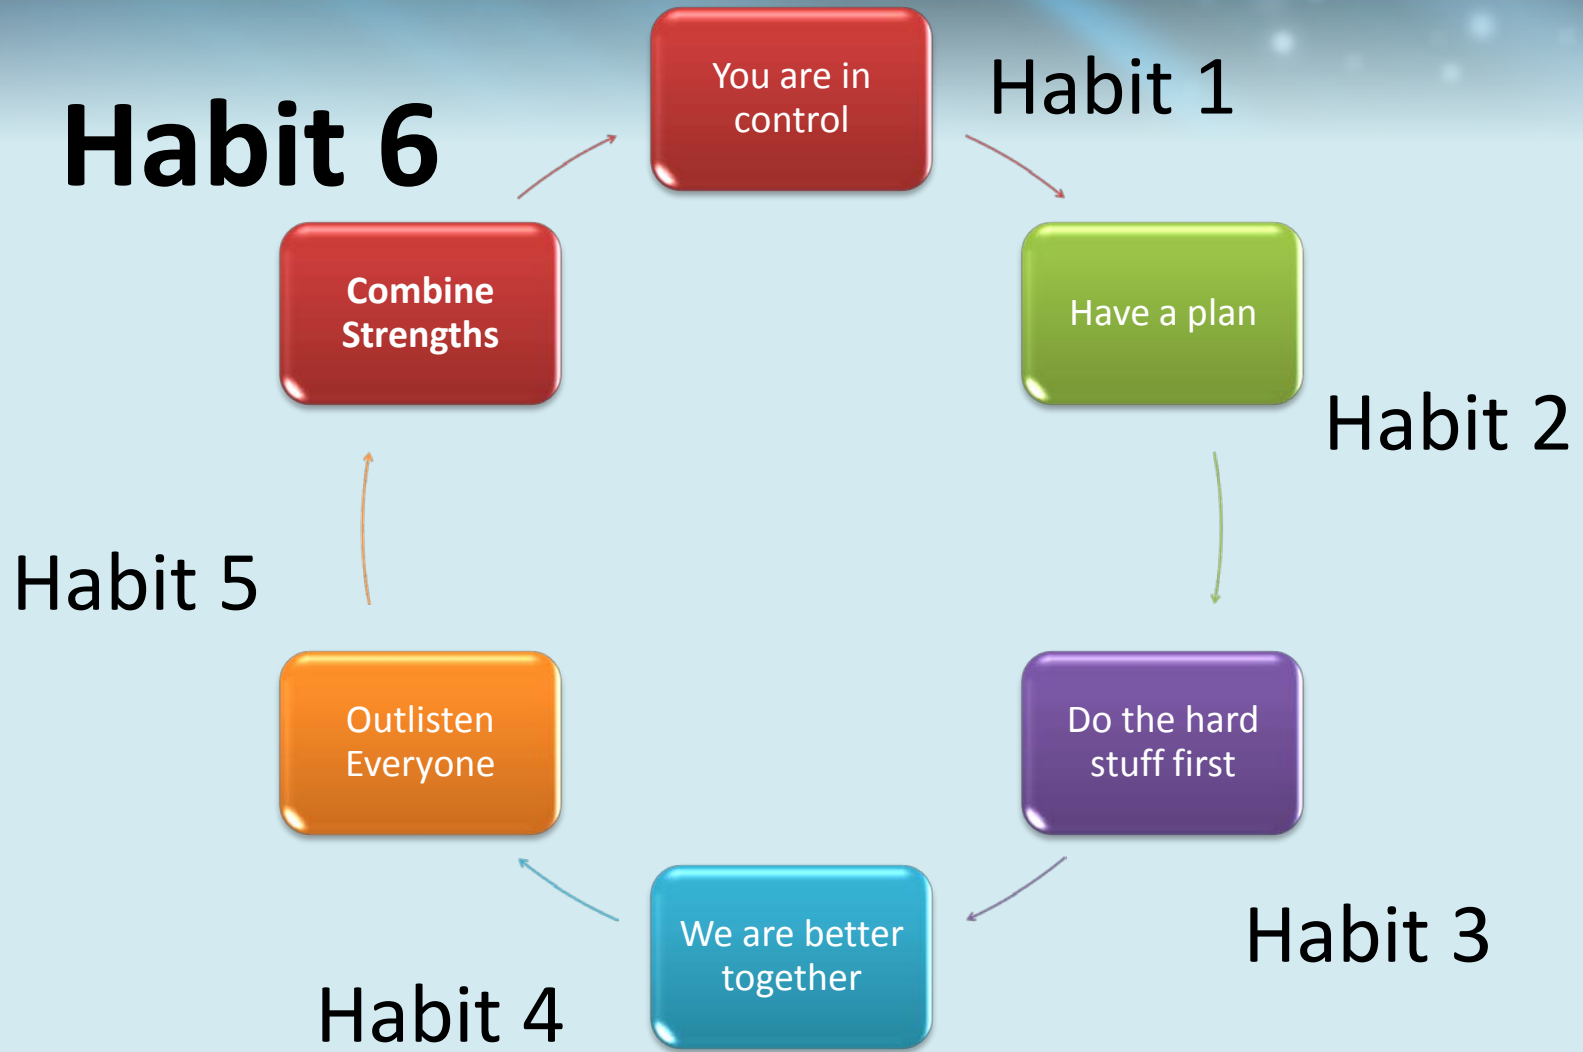 You are in
control
Habit 1
Have a plan
Habit 2
Do the hard
stuff first
Habit 3
We are better
together
Habit 4
Outlisten
Everyone
Habit 5
Combine
Strengths
Habit 6